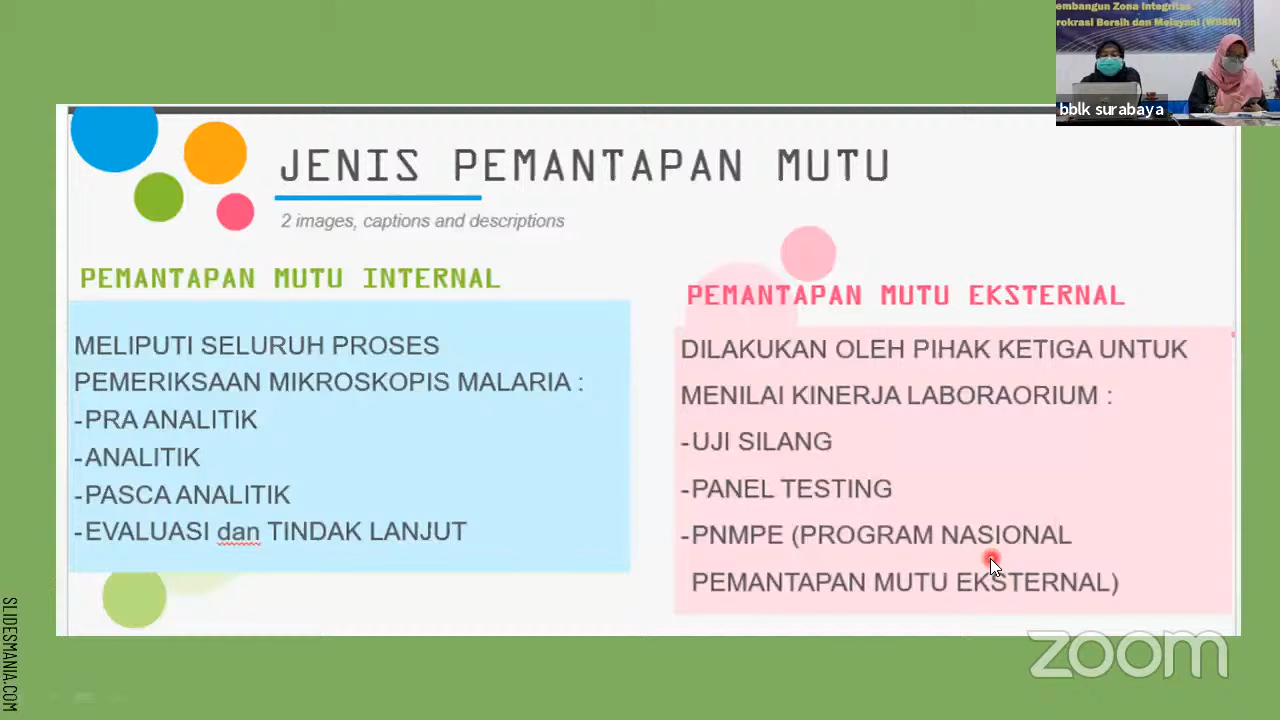 embangun Zona Integritas
rokrasi Bersih dan Melayani (WBBM)
bblk surabaya
JENIS PEMANTAPAN MUTU
2 images, captions and descriptions
PEMANTAPAN MUTU INTERNAL
MELIPUTI SELURUH PROSES
PEMERIKSAAN MIKROSKOPIS MALARIA :
-PRA ANALITIK
-ANALITIK
-PASCA ANALITIK
-EVALUASI dan TINDAK LANJUT
PEMANTAPAN MUTU EKSTERNAL
DILAKUKAN OLEH PIHAK KETIGA UNTUK
MENILAI KINERJA LABORAORIUM :
-UJI SILANG
-PANEL TESTING
-PNMPE (PROGRAM NASIONAL
PEMANTAPAN MUTU EKSTERNAL)
zoom
SLIDESMANIA.COM